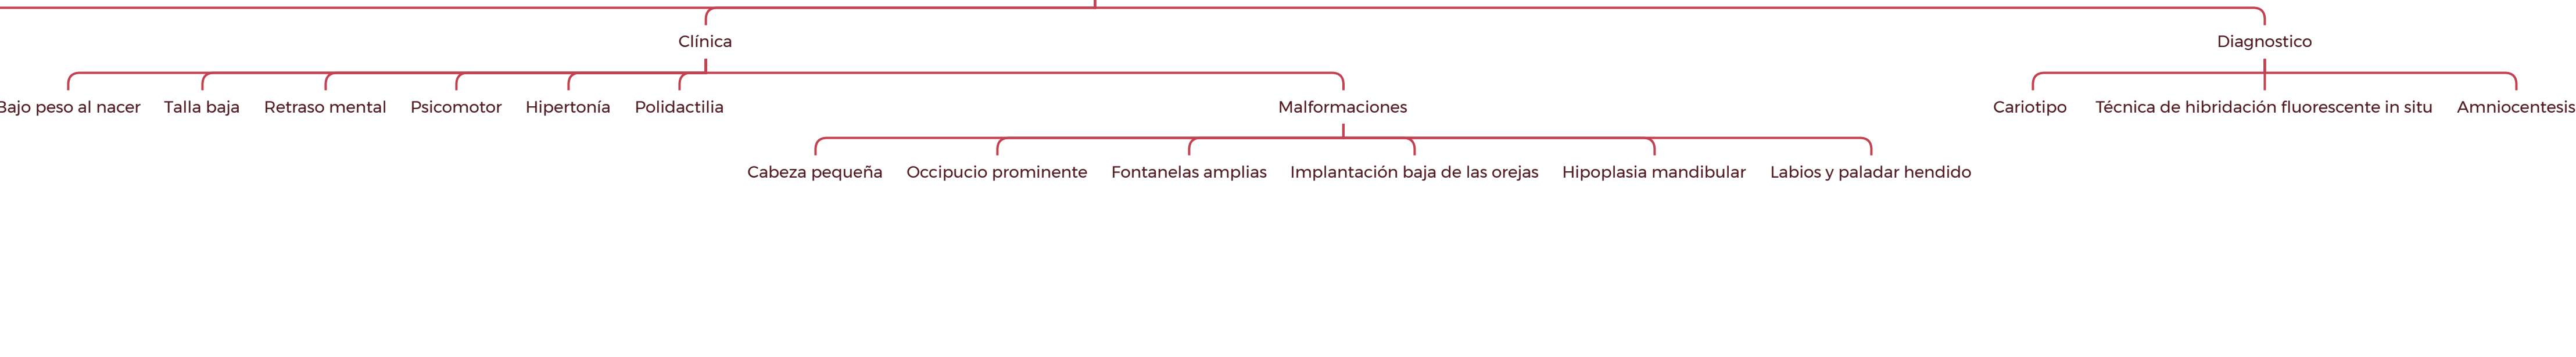 Clínica
Diagnostico
Bajo peso al nacer
Talla baja
Retraso mental
Psicomotor
Hipertonía
Polidactilia
Malformaciones
Cariotipo
Técnica de hibridación fluorescente in situ
Amniocentesis
Cabeza pequeña
Occipucio prominente
Fontanelas amplias
Implantación baja de las orejas
Hipoplasia mandibular
Labios y paladar hendido